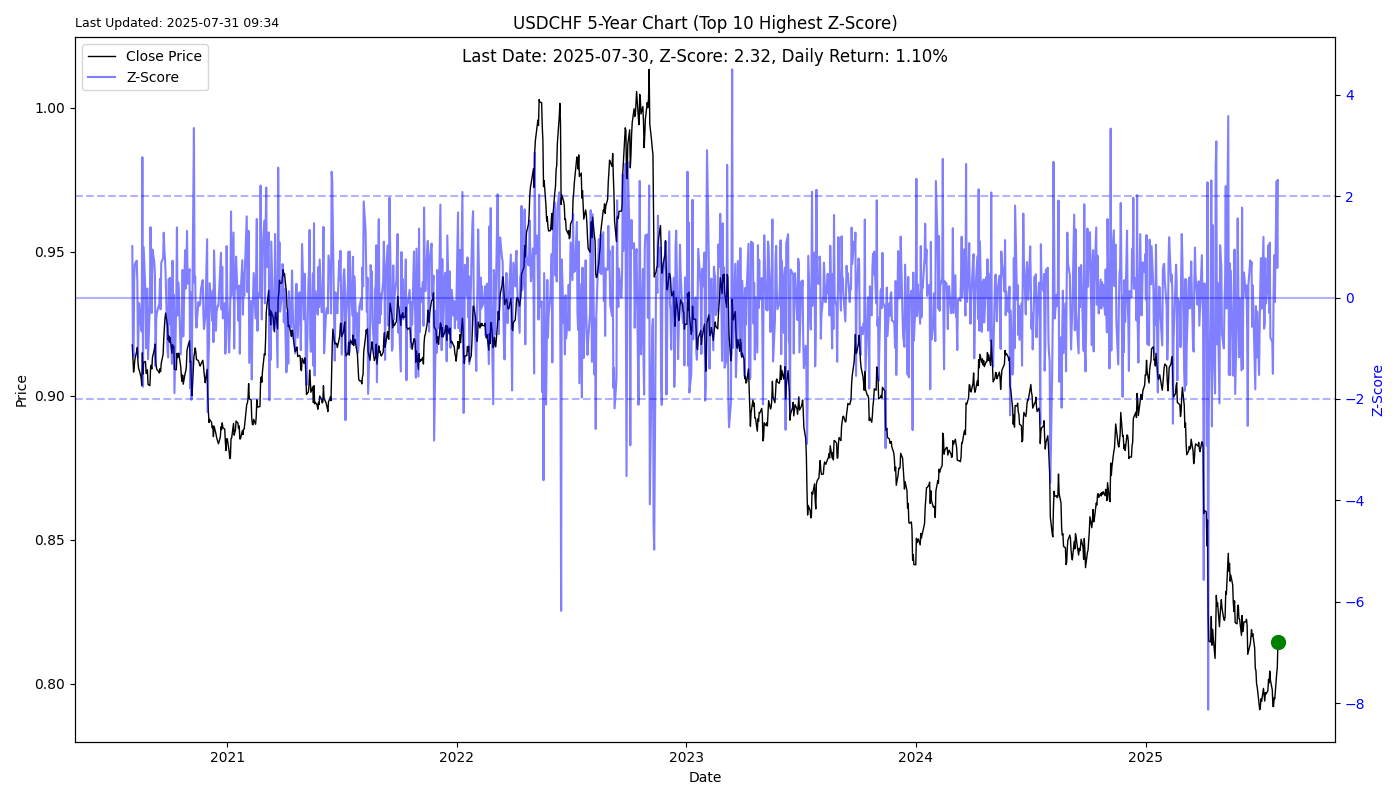 Last Updated: 2025-07-31 09:34
USDCHF 5-Year Chart (Top 10 Highest Z-Score)
Last Date: 2025-07-30, Z-Score: 2.32, Daily Return: 1.10%
Close Price
Z-Score
Price
1.00
0.95
0.90
0.85
0.80
4
2
0
−2
−4
−6
−8
Z-Score
2021
2022
2023
2024
2025
Date